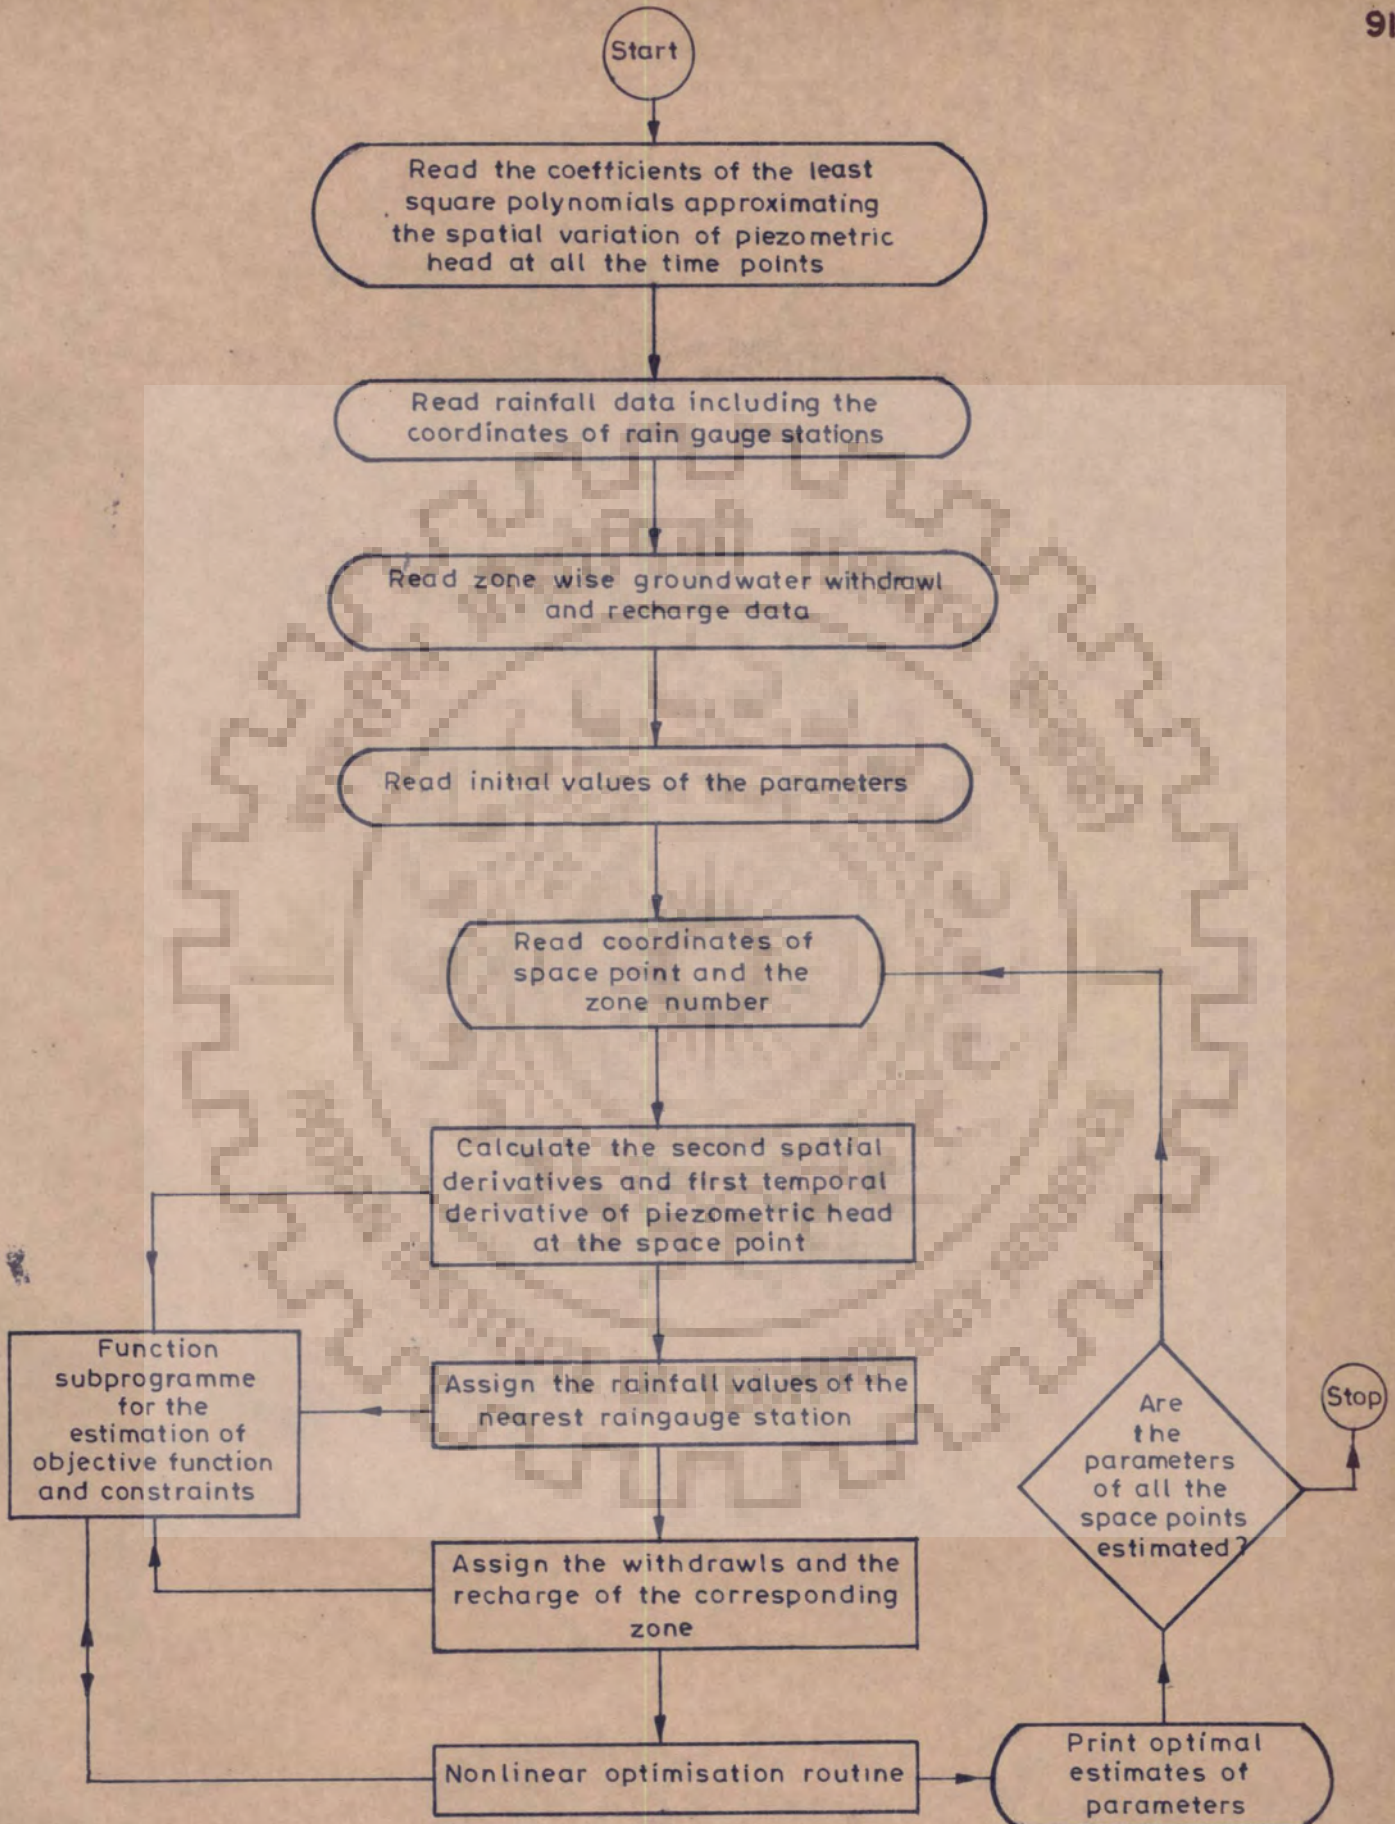 91
Start
Read the coefficients of the least
square polynomials approximating
the spatial variation of piezometric
head at all the time points
Read rainfall data including the
coordinates of rain gauge stations
Read zone wise groundwater withdrawl
and recharge data
Read initial values of the parameters
Read coordinates of
space point and the
zone number
Calculate the second spatial
derivatives and first temporal
derivative of piezometric head
at the space point
Function
subprogramme
for the
estimation of
objective function
and constraints
Assign the rainfall values of the
nearest raingauge station
Are
the
parameters
of all the
space points
estimated?
Stop
Assign the withdrawls and the
recharge of the corresponding
zone
Nonlinear optimisation routine
Print optimal
estimates of
parameters